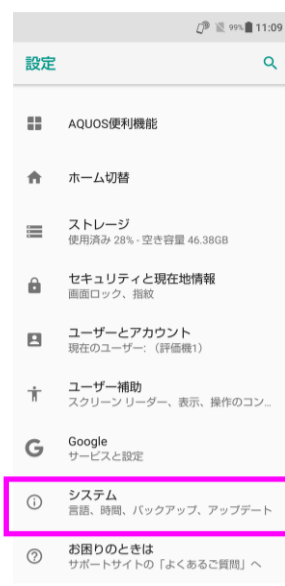 99% 11:09
設定
AQUOS便利機能
ホーム切替
ストレージ
使用済み 28% - 空き容量 46.38GB
セキュリティと現在地情報
画面ロック、指紋
ユーザーとアカウント
現在のユーザー: （評価機1）
ユーザー補助
スクリーン リーダー、表示、操作のコン...
Google
サービスと設定
システム
言語、時間、バックアップ、アップデート
お困りのときは
サポートサイトの「よくあるご質問」へ